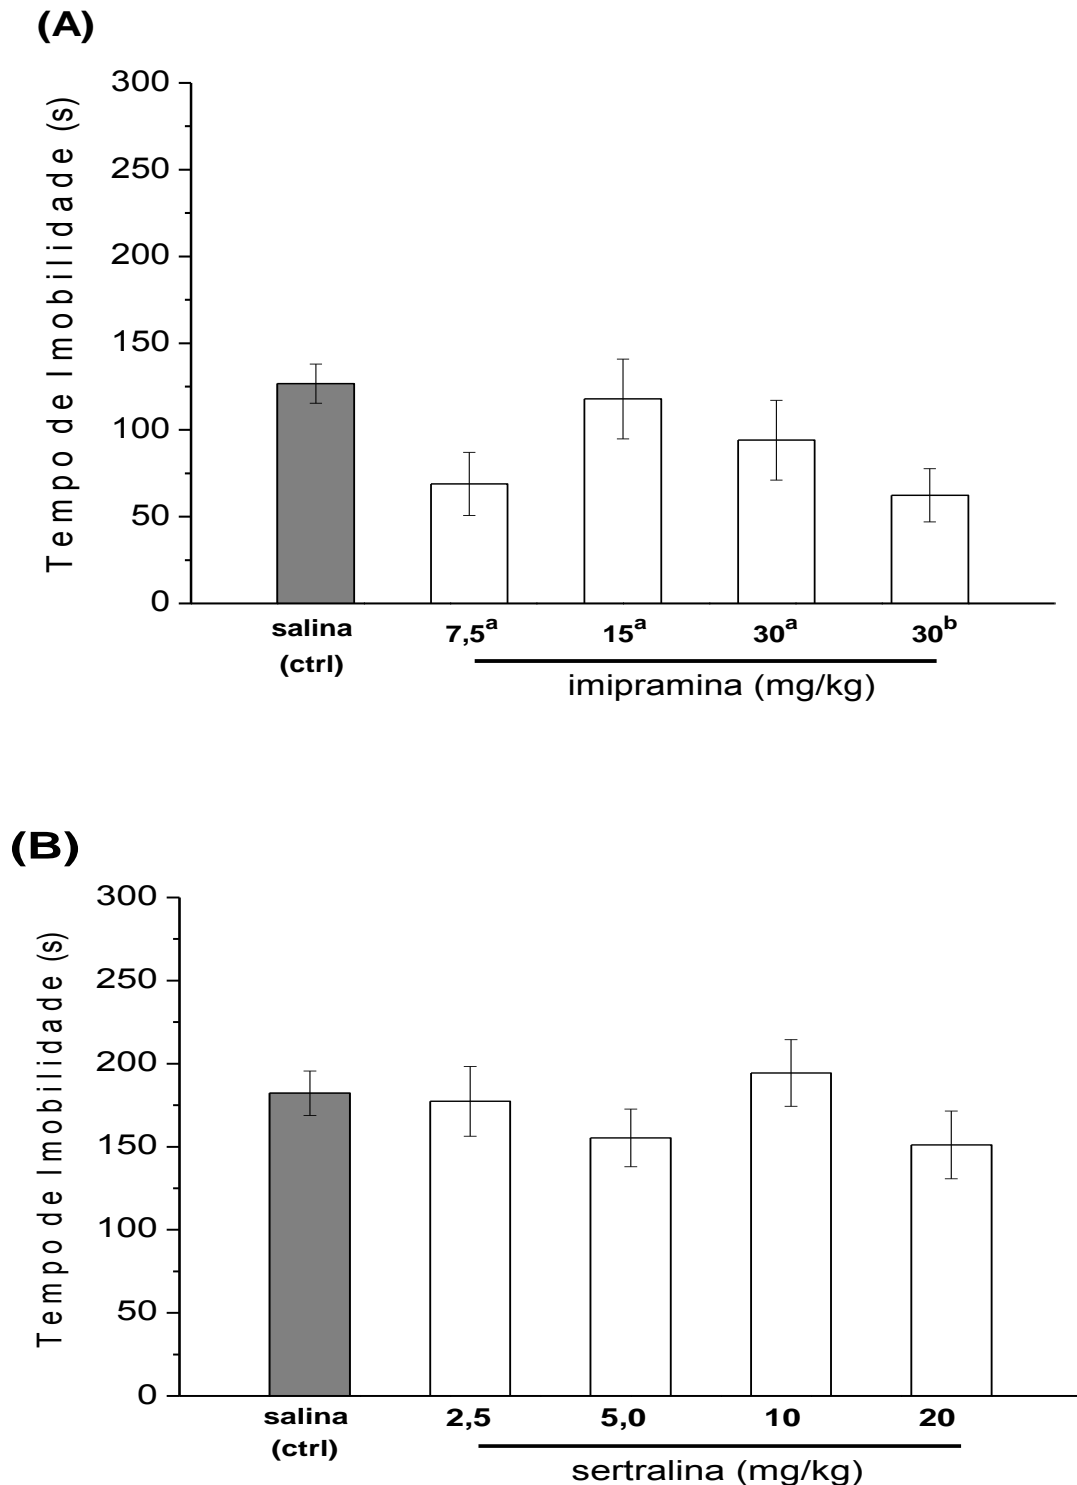 (A)
Tempo de Imobilidade (s)
300
250
200
150
100
50
0
salina
(ctrl)
7,5ᵃ
15ᵃ
30ᵃ
30ᵇ
imipramina (mg/kg)
(B)
Tempo de Imobilidade (s)
300
250
200
150
100
50
0
salina
(ctrl)
2,5
5,0
10
20
sertralina (mg/kg)